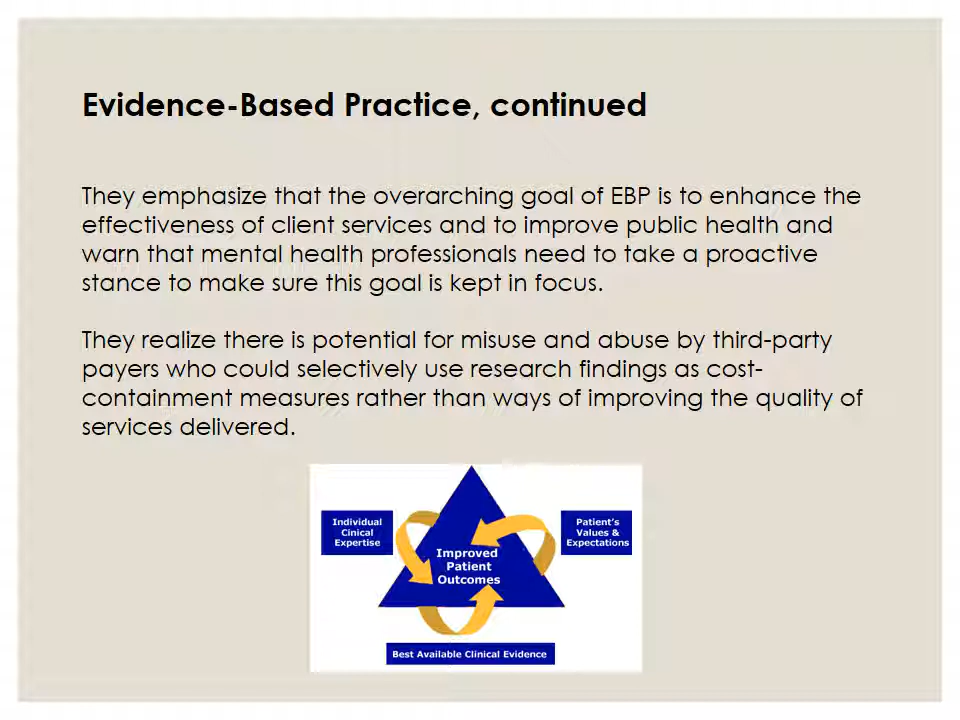 Evidence-Based Practice, continued
They emphasize that the overarching goal of EBP is to enhance the
effectiveness of client services and to improve public health and
warn that mental health professionals need to take a proactive
stance to make sure this goal is kept in focus.
They realize there is potential for misuse and abuse by third-party
payers who could selectively use research findings as cost-
containment measures rather than ways of improving the quality of
services delivered.
Individual
Clinical
Expertise
Patient's
Values &
Expectations
Improved
Patient
Outcomes
Best Available Clinical Evidence